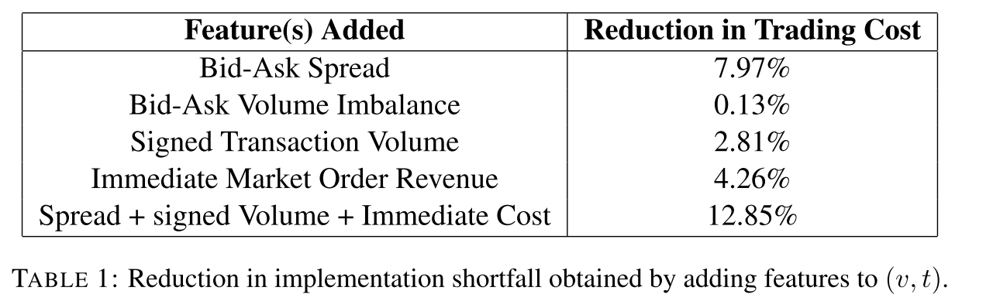 Feature(s) Added Reduction in Trading Cost
Bid-Ask Spread 7.97%
Bid-Ask Volume Imbalance 0.13%
Signed Transaction Volume 2.81%
Immediate Market Order Revenue 4.26%
Spread + signed Volume + Immediate Cost 12.85%
TABLE 1: Reduction in implementation shortfall obtained by adding features to (v, t).